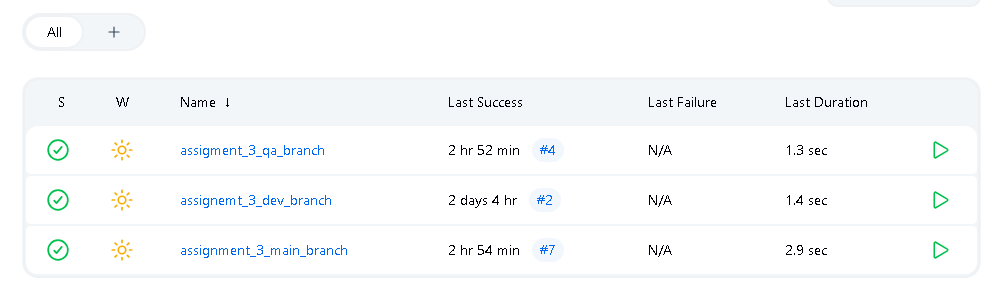 All +
S W Name ↓ Last Success Last Failure Last Duration
assigment_3_qa_branch 2 hr 52 min #4 N/A 1.3 sec
assignemt_3_dev_branch 2 days 4 hr #2 N/A 1.4 sec
assignment_3_main_branch 2 hr 54 min #7 N/A 2.9 sec